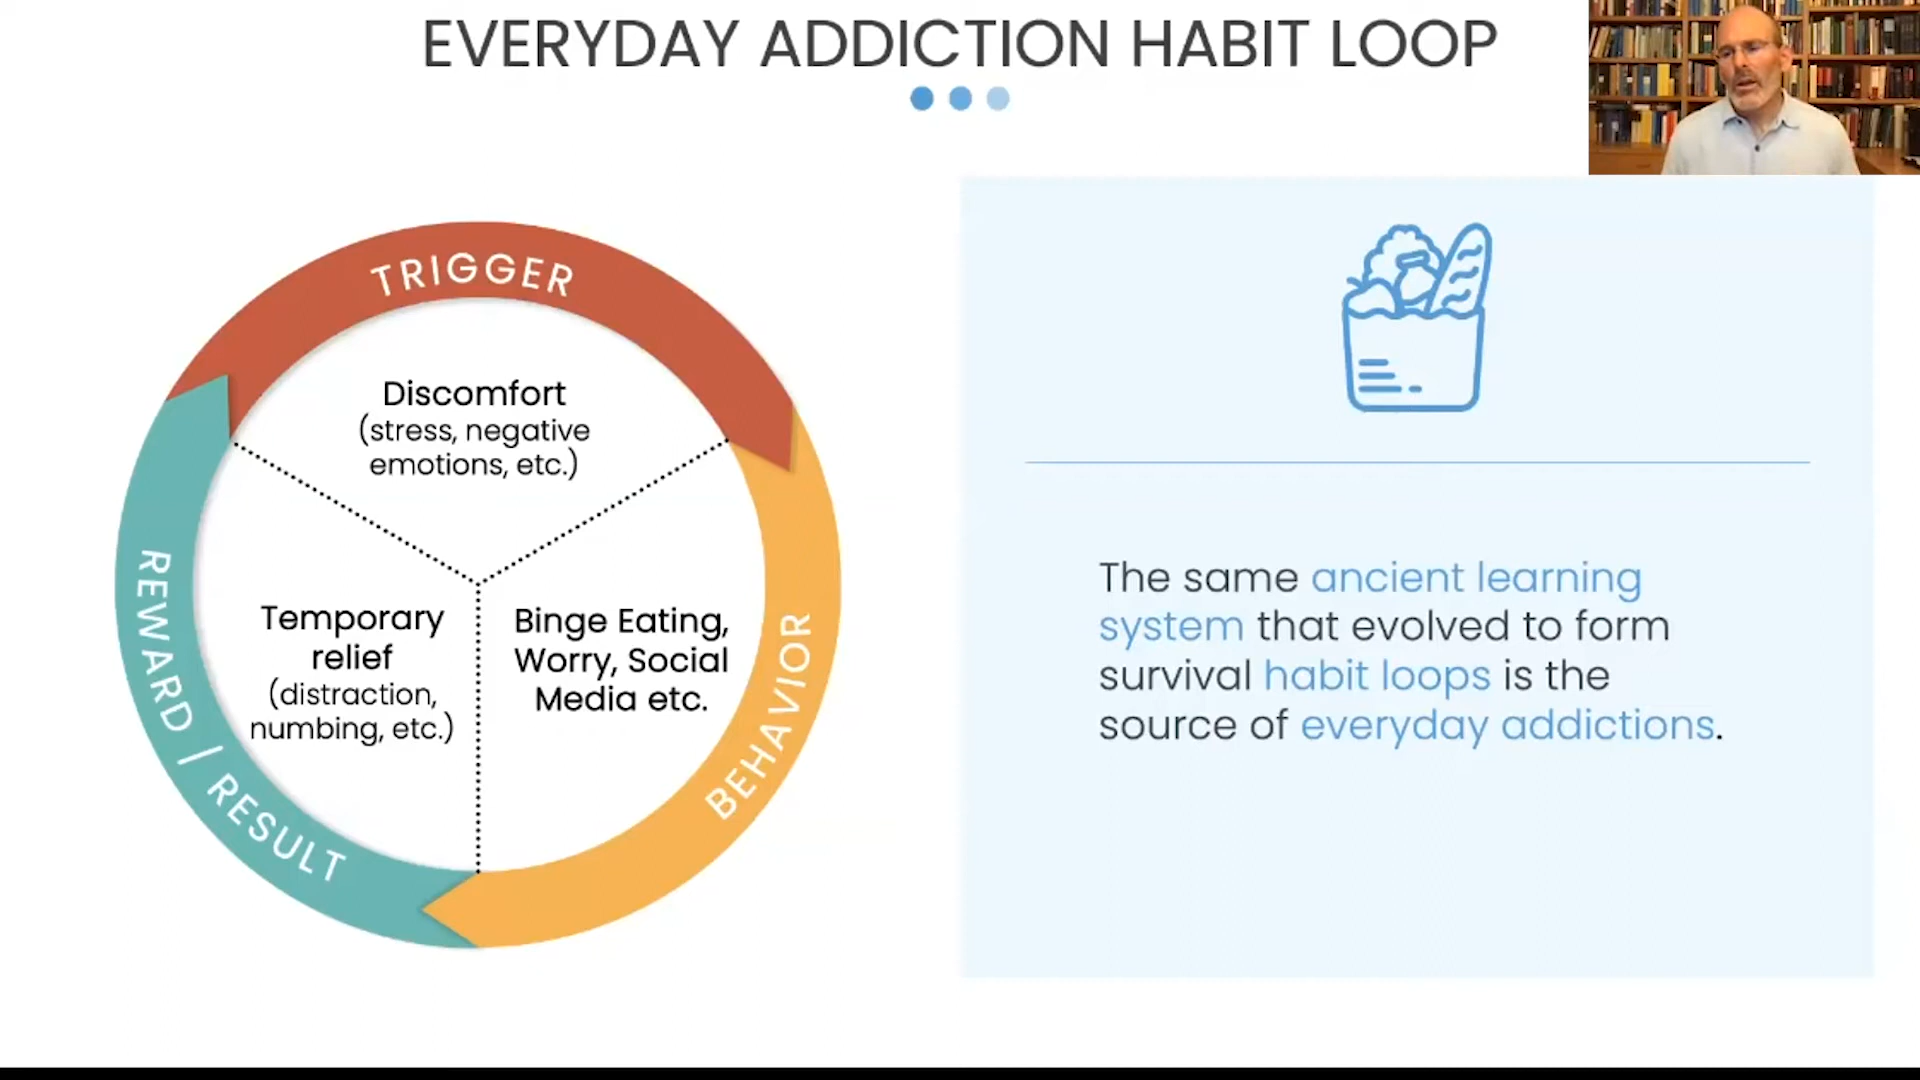 EVERYDAY ADDICTION HABIT LOOP
TRIGGER
Discomfort
(stress, negative
emotions, etc.)
BEHAVIOR
Binge Eating,
Worry, Social
Media etc.
REWARD / RESULT
Temporary
relief
(distraction,
numbing, etc.)
The same ancient learning
system that evolved to form
survival habit loops is the
source of everyday addictions.